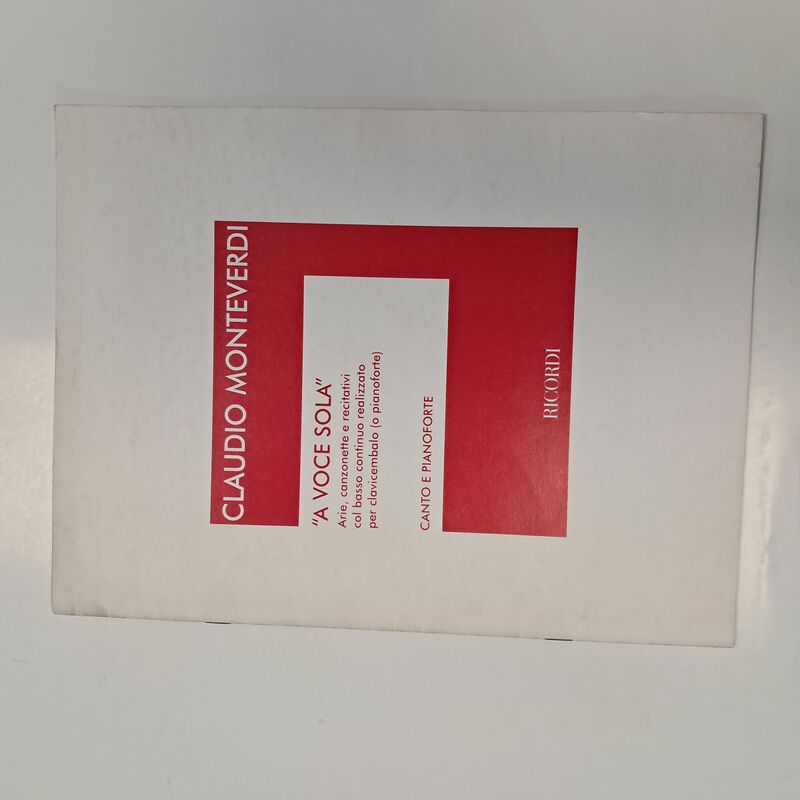 CLAUDIO MONTEVERDI
"A VOCE SOLA"
Arie, canzonette e recitativi
col basso continuo realizzato
per clavicembalo (o pianoforte)
CANTO E PIANOFORTE
RICORDI